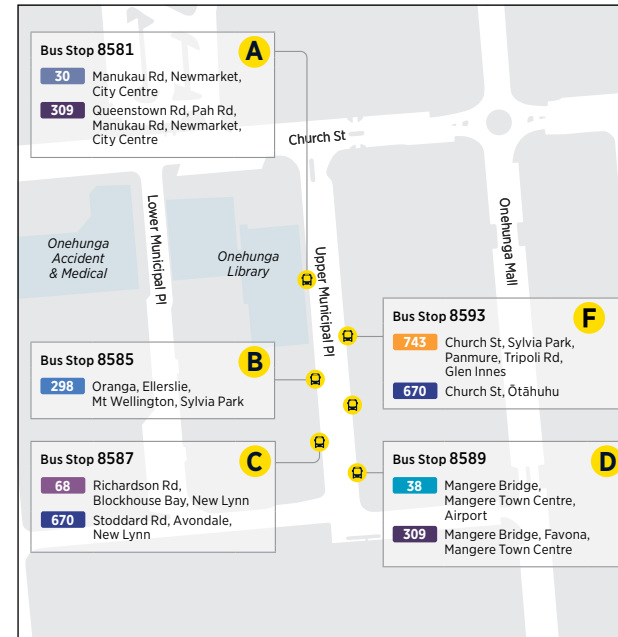 Bus Stop 8581
A
30 Manukau Rd, Newmarket,
City Centre
309 Queenstown Rd, Pah Rd,
Manukau Rd, Newmarket,
City Centre
Church St
Lower Municipal Pl
Upper Municipal Pl
Onehunga Mall
Onehunga
Accident
& Medical
Onehunga
Library
Bus Stop 8593
F
743 Church St, Sylvia Park,
Panmure, Tripoli Rd,
Glen Innes
670 Church St, Ōtāhuhu
Bus Stop 8585
B
298 Oranga, Ellerslie,
Mt Wellington, Sylvia Park
Bus Stop 8587
C
68 Richardson Rd,
Blockhouse Bay, New Lynn
670 Stoddard Rd, Avondale,
New Lynn
Bus Stop 8589
D
38 Mangere Bridge,
Mangere Town Centre,
Airport
309 Mangere Bridge, Favona,
Mangere Town Centre